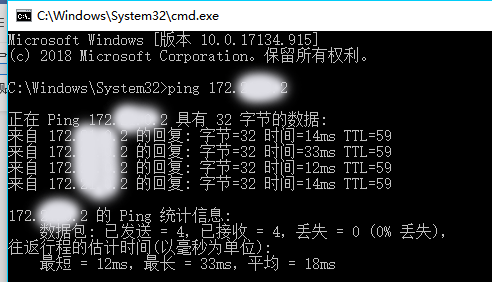 C:\Windows\System32\cmd.exe
Microsoft Windows [版本 10.0.17134.915]
(c) 2018 Microsoft Corporation。保留所有权利。
C:\Windows\System32>ping 172. 2
正在 Ping 172. .2 具有 32 字节的数据:
来自 172. .2 的回复: 字节=32 时间=14ms TTL=59
来自 172. .2 的回复: 字节=32 时间=33ms TTL=59
来自 172. .2 的回复: 字节=32 时间=12ms TTL=59
来自 172. .2 的回复: 字节=32 时间=14ms TTL=59
172. .2 的 Ping 统计信息:
数据包: 已发送 = 4，已接收 = 4，丢失 = 0 (0% 丢失)，
往返行程的估计时间(以毫秒为单位):
最短 = 12ms，最长 = 33ms，平均 = 18ms